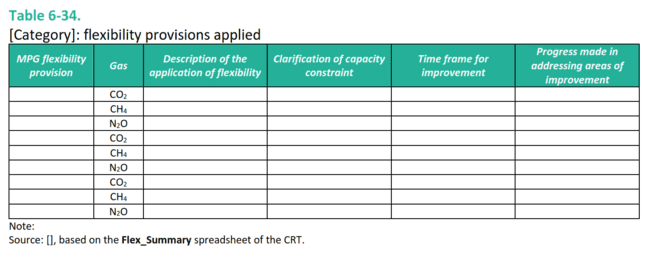 Table 6-34.
[Category]: flexibility provisions applied
MPG flexibility provision | Gas | Description of the application of flexibility | Clarification of capacity constraint | Time frame for improvement | Progress made in addressing areas of improvement
CO₂
CH₄
N₂O
CO₂
CH₄
N₂O
CO₂
CH₄
N₂O
Note:
Source: [], based on the Flex_Summary spreadsheet of the CRT.